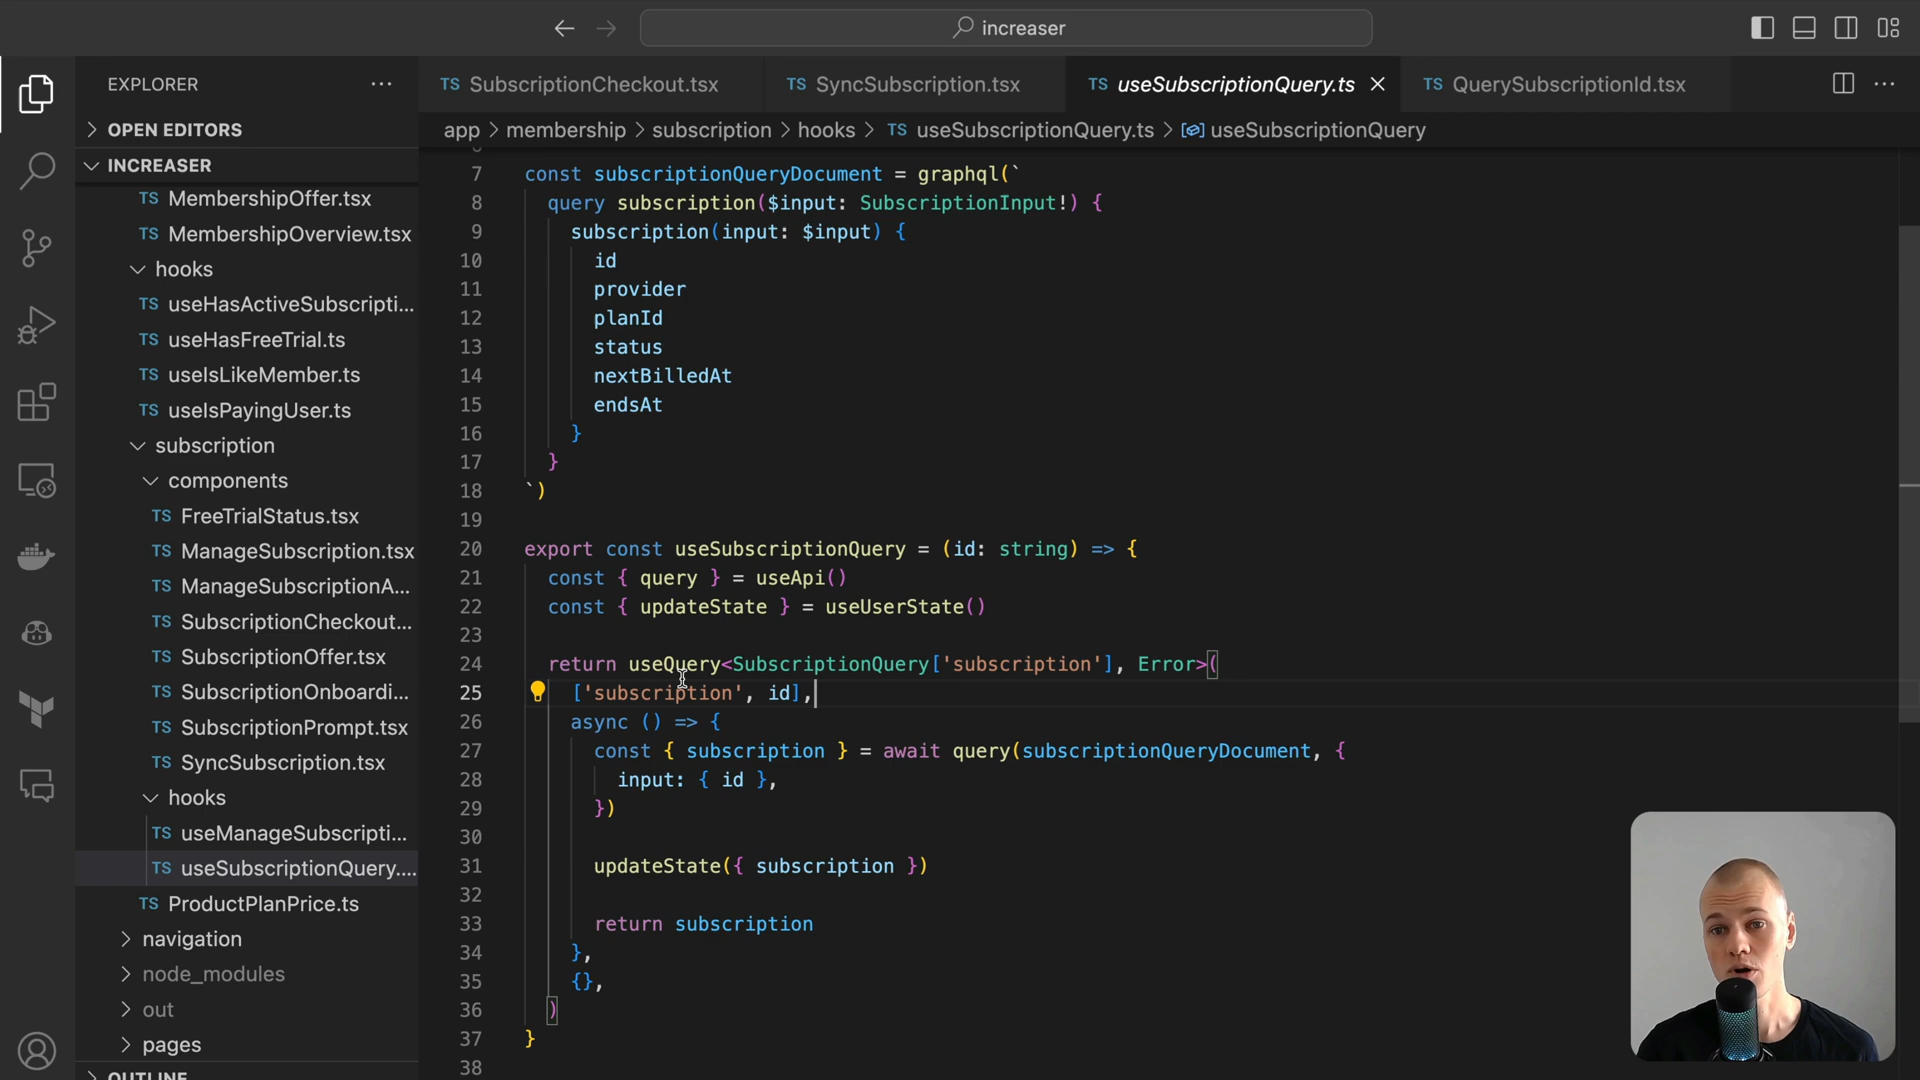 increaser
EXPLORER
TS SubscriptionCheckout.tsx
TS SyncSubscription.tsx
TS useSubscriptionQuery.ts
TS QuerySubscriptionId.tsx
app > membership > subscription > hooks > TS useSubscriptionQuery.ts > useSubscriptionQuery
OPEN EDITORS
INCREASER
TS MembershipOffer.tsx
TS MembershipOverview.tsx
hooks
TS useHasActiveSubscripti...
TS useHasFreeTrial.ts
TS useIsLikeMember.ts
TS useIsPayingUser.ts
subscription
components
TS FreeTrialStatus.tsx
TS ManageSubscription.tsx
TS ManageSubscriptionA...
TS SubscriptionCheckout...
TS SubscriptionOffer.tsx
TS SubscriptionOnboardi...
TS SubscriptionPrompt.tsx
TS SyncSubscription.tsx
hooks
TS useManageSubscripti...
TS useSubscriptionQuery....
TS ProductPlanPrice.ts
navigation
node_modules
out
pages
OUTLINE
7 const subscriptionQueryDocument = graphql(`
8 query subscription($input: SubscriptionInput!) {
9 subscription(input: $input) {
10 id
11 provider
12 planId
13 status
14 nextBilledAt
15 endsAt
16 }
17 }
18 `)
19
20 export const useSubscriptionQuery = (id: string) => {
21 const { query } = useApi()
22 const { updateState } = useUserState()
23
24 return useQuery<SubscriptionQuery['subscription'], Error>(
25 ['subscription', id],
26 async () => {
27 const { subscription } = await query(subscriptionQueryDocument, {
28 input: { id },
29 })
30
31 updateState({ subscription })
32
33 return subscription
34 },
35 {},
36 )
37 }
38